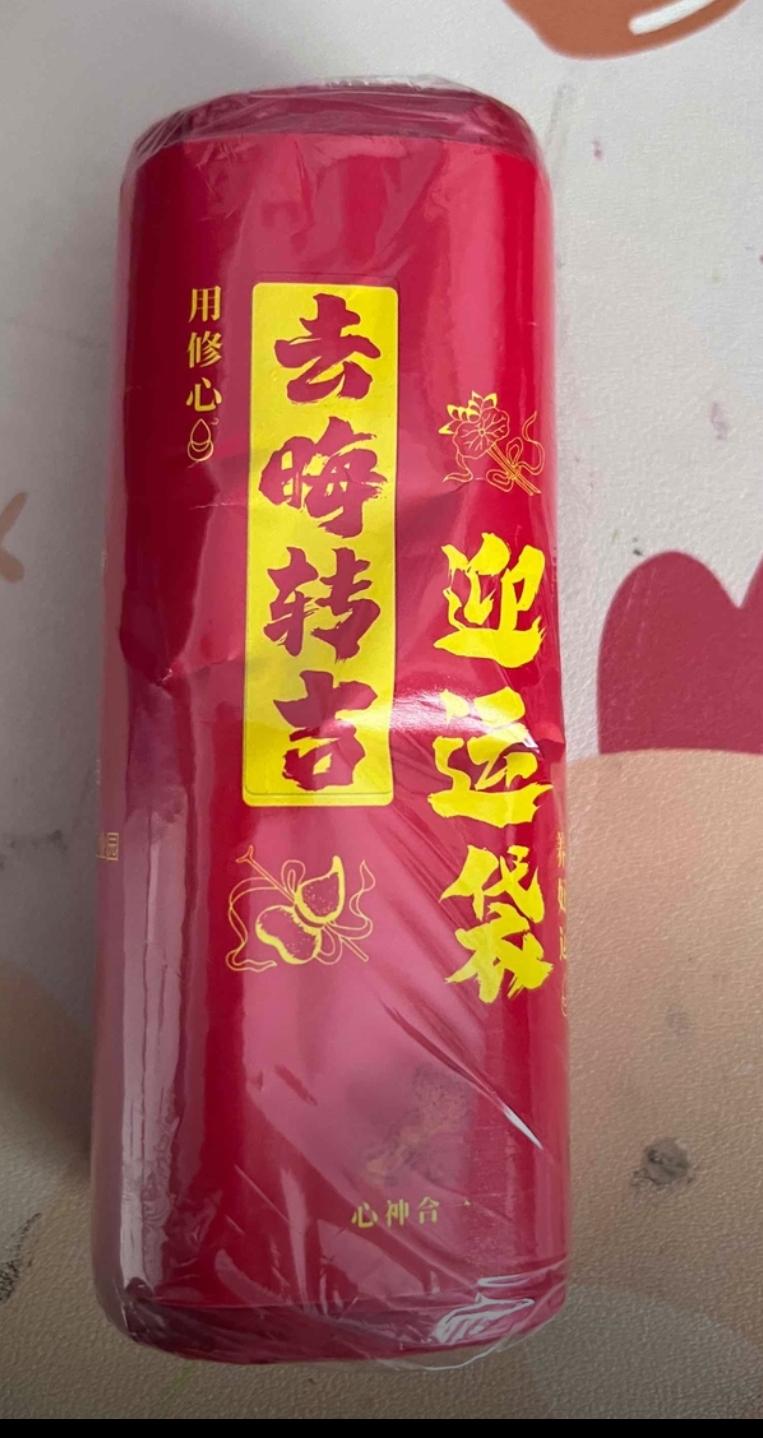 迎运袋
去晦转吉
用修心
心神合一